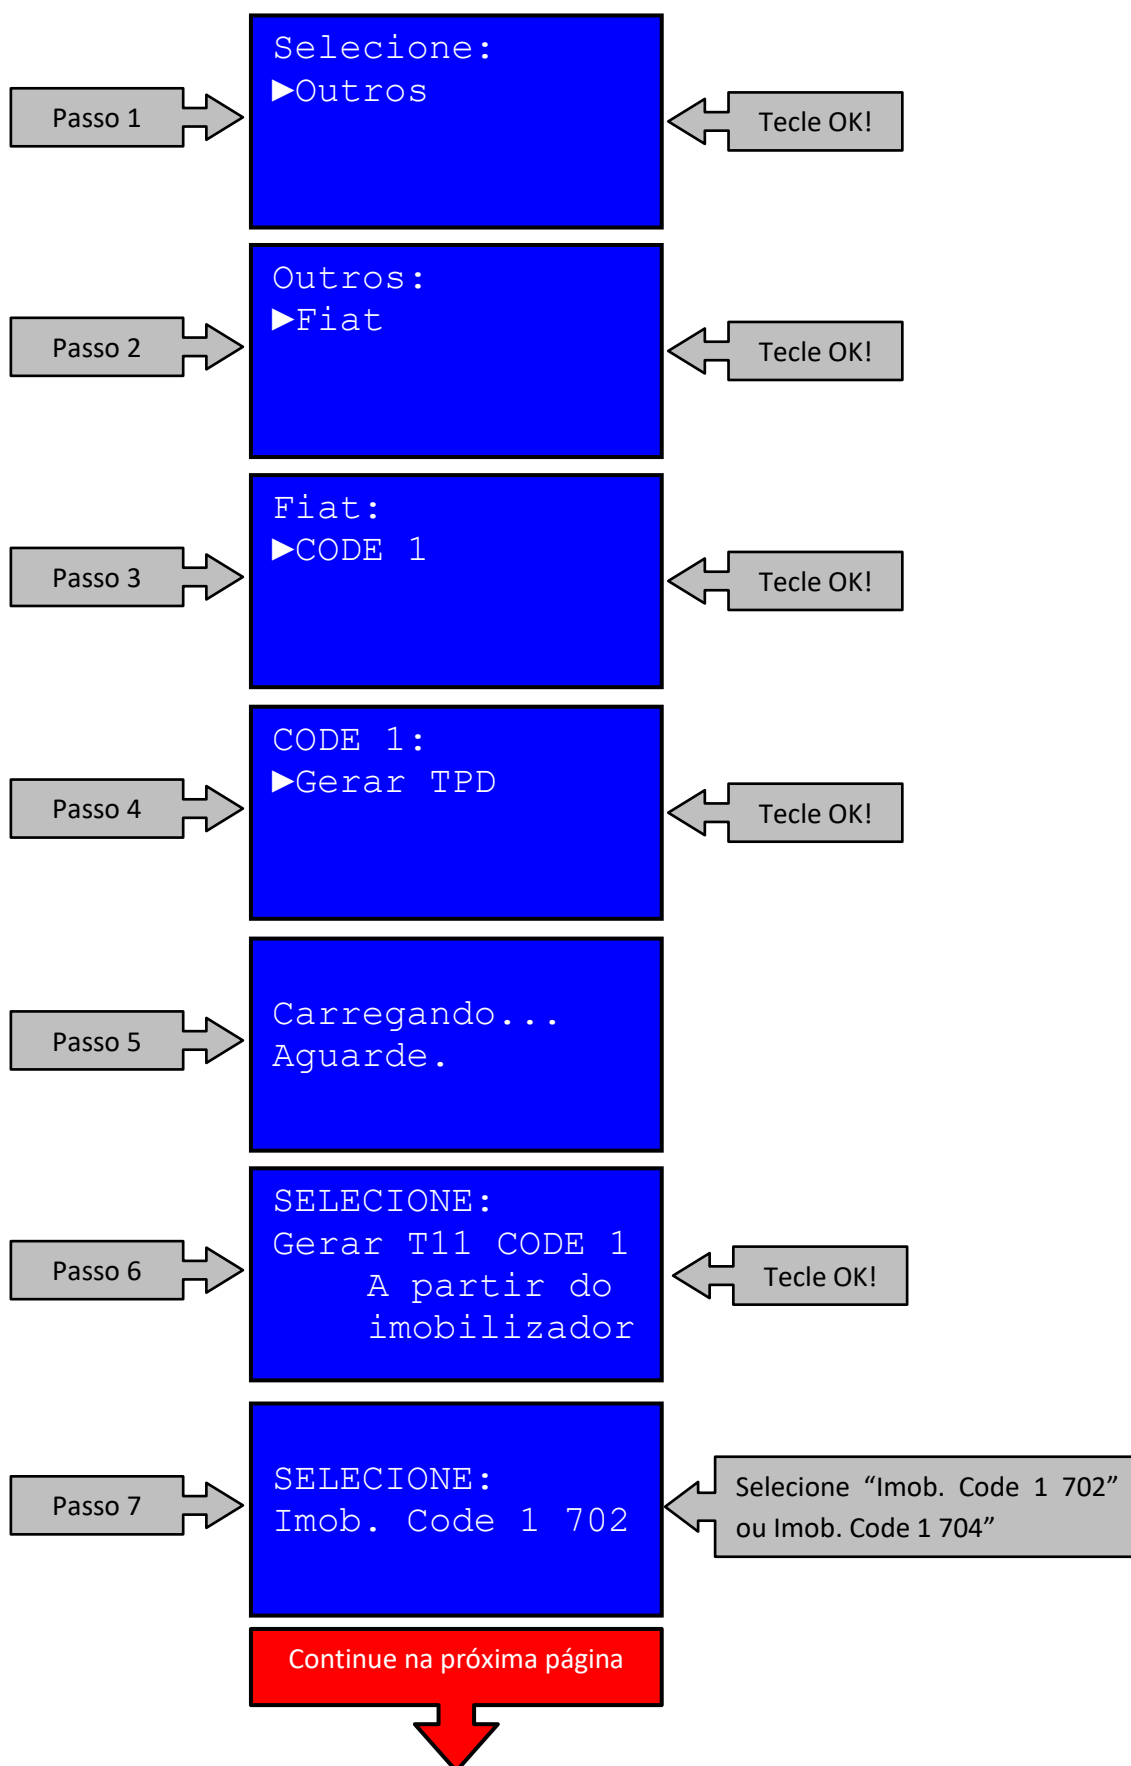 Selecione:
►Outros
Passo 1
Tecle OK!
Outros:
►Fiat
Passo 2
Tecle OK!
Fiat:
►CODE 1
Passo 3
Tecle OK!
CODE 1:
►Gerar TPD
Passo 4
Tecle OK!
Carregando...
Aguarde.
Passo 5
SELECIONE:
Gerar T11 CODE 1
A partir do
imobilizador
Passo 6
Tecle OK!
SELECIONE:
Imob. Code 1 702
Passo 7
Selecione “Imob. Code 1 702”
ou Imob. Code 1 704”
Continue na próxima página